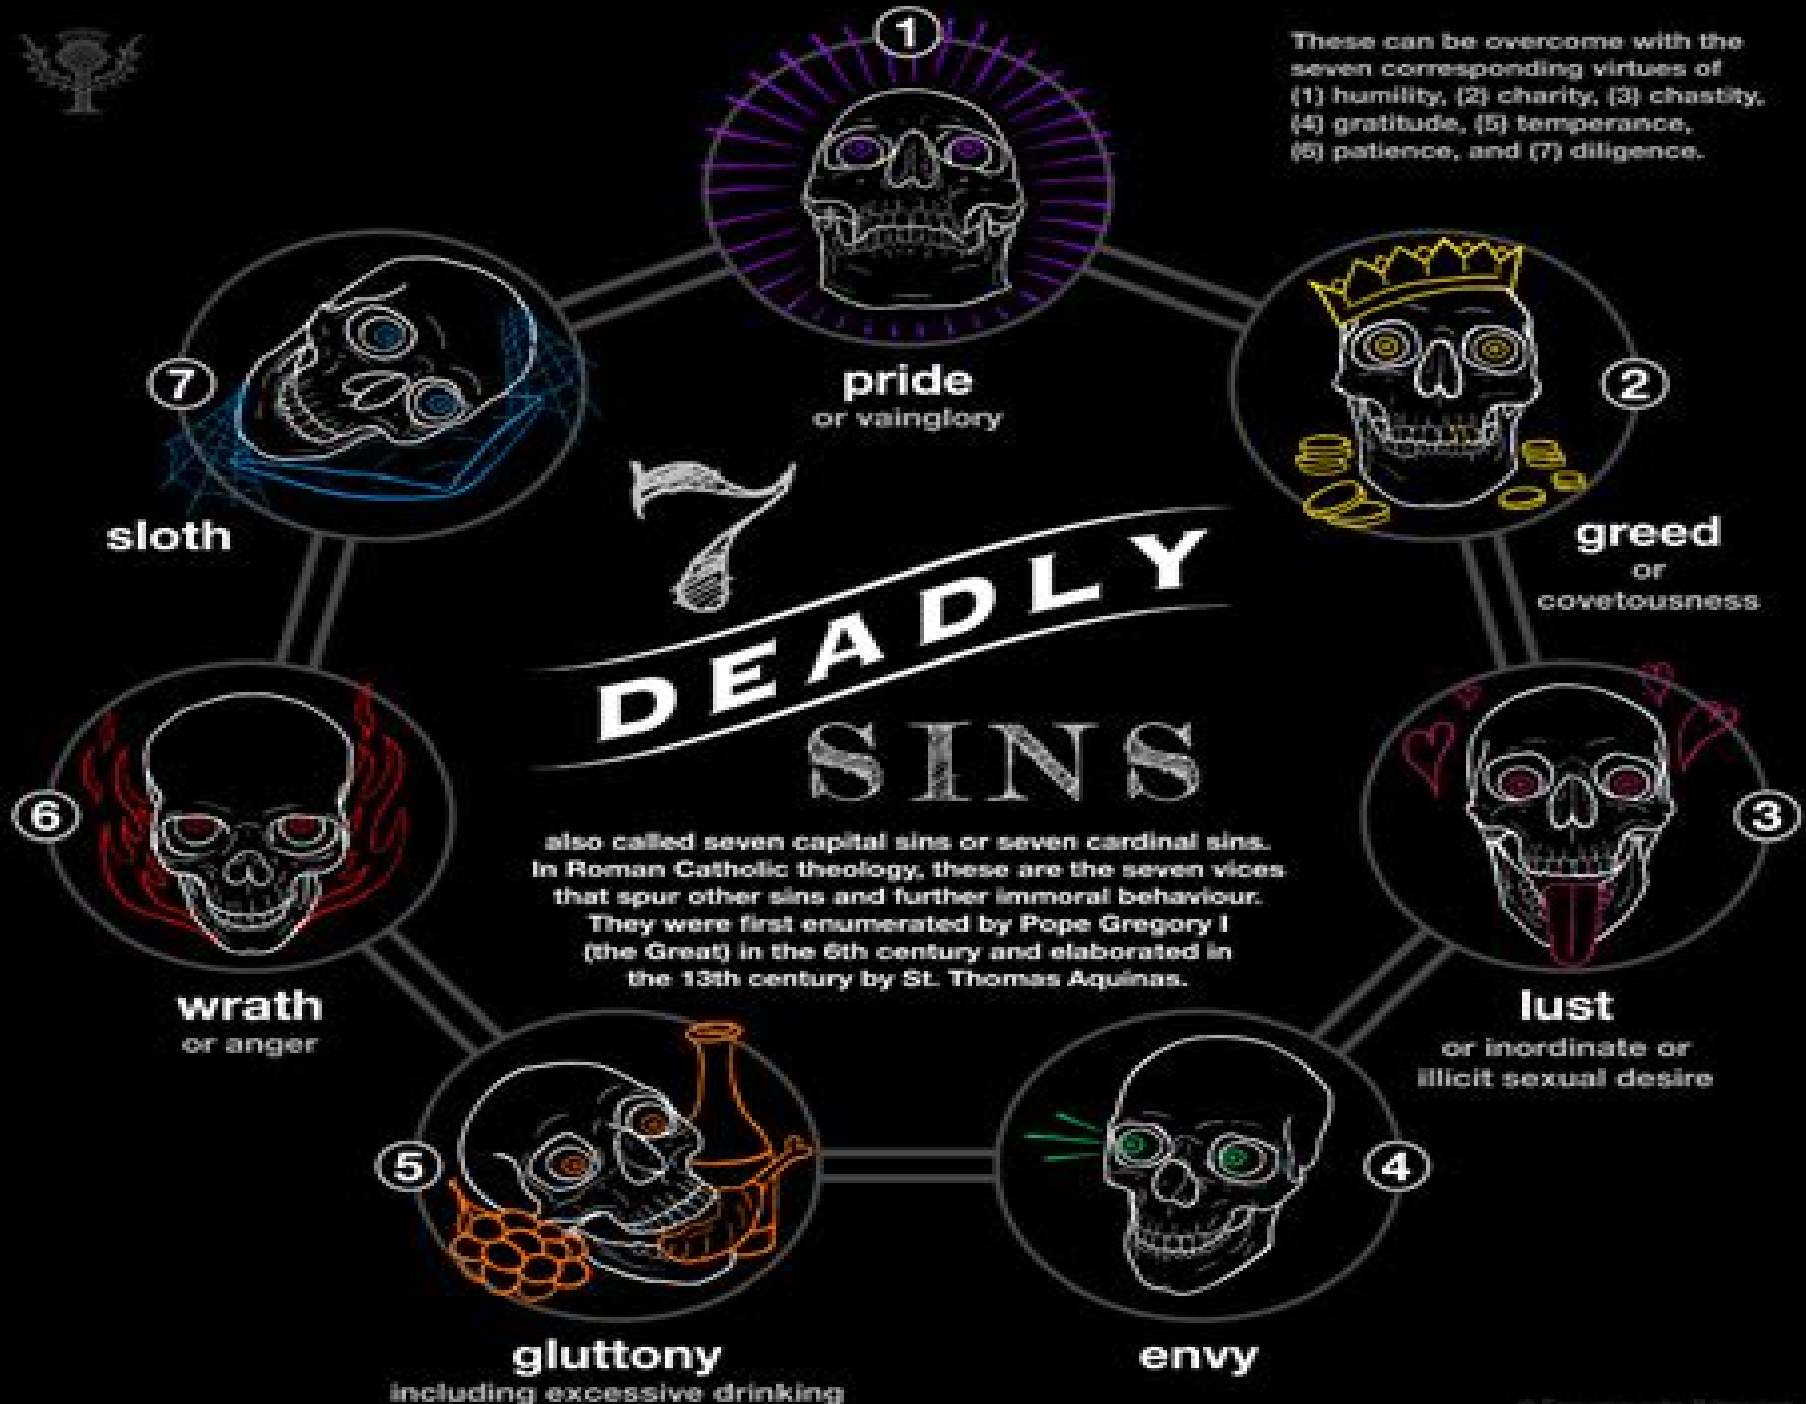 1
These can be overcome with the
seven corresponding virtues of
(1) humility, (2) charity, (3) chastity,
(4) gratitude, (5) temperance,
(6) patience, and (7) diligence.
pride
or vainglory
2
greed
or
covetousness
7
sloth
7
DEADLY
SINS
also called seven capital sins or seven cardinal sins.
In Roman Catholic theology, these are the seven vices
that spur other sins and further immoral behaviour.
They were first enumerated by Pope Gregory I
(the Great) in the 6th century and elaborated in
the 13th century by St. Thomas Aquinas.
3
lust
or inordinate or
illicit sexual desire
6
wrath
or anger
4
envy
5
gluttony
including excessive drinking